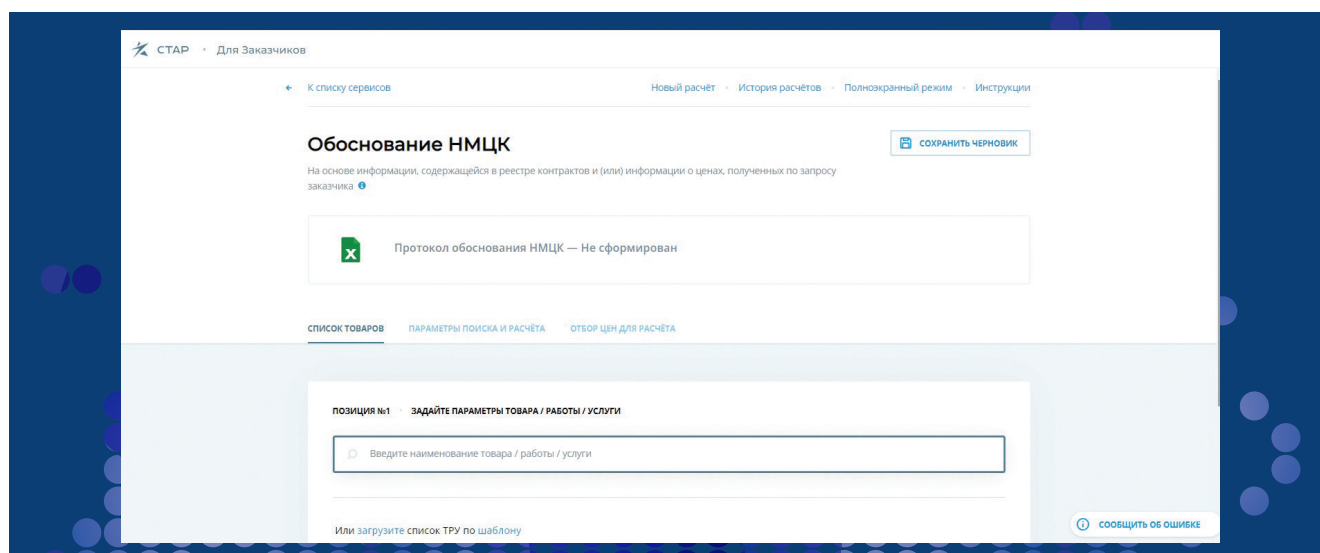 СТАР · Для Заказчиков
← К списку сервисов
Новый расчёт · История расчётов · Полноэкранный режим · Инструкции
Обоснование НМЦК
СОХРАНИТЬ ЧЕРНОВИК
На основе информации, содержащейся в реестре контрактов и (или) информации о ценах, полученных по запросу
заказчика
Протокол обоснования НМЦК — Не сформирован
СПИСОК ТОВАРОВ ПАРАМЕТРЫ ПОИСКА И РАСЧЁТА ОТБОР ЦЕН ДЛЯ РАСЧЁТА
ПОЗИЦИЯ №1 · ЗАДАЙТЕ ПАРАМЕТРЫ ТОВАРА / РАБОТЫ / УСЛУГИ
Введите наименование товара / работы / услуги
Или загрузите список ТРУ по шаблону
СООБЩИТЬ ОБ ОШИБКЕ